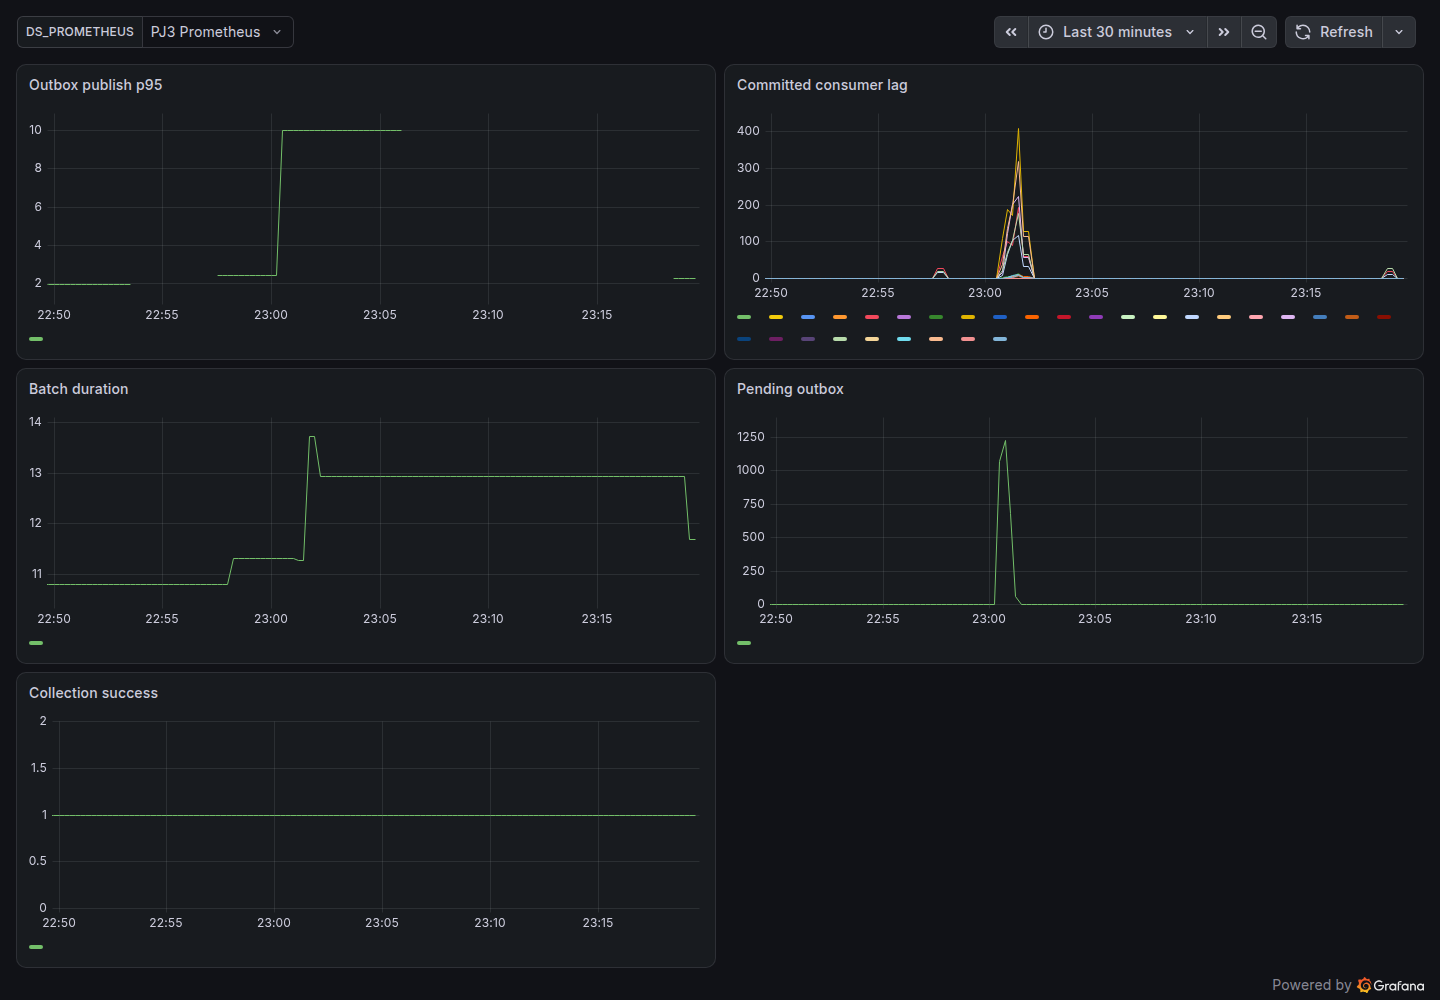 DS_PROMETHEUS PJ3 Prometheus Last 30 minutes Refresh
Outbox publish p95
10
8
6
4
2
22:50 22:55 23:00 23:05 23:10 23:15
Committed consumer lag
400
300
200
100
0
22:50 22:55 23:00 23:05 23:10 23:15
Batch duration
14
13
12
11
22:50 22:55 23:00 23:05 23:10 23:15
Pending outbox
1250
1000
750
500
250
0
22:50 22:55 23:00 23:05 23:10 23:15
Collection success
2
1.5
1
0.5
0
22:50 22:55 23:00 23:05 23:10 23:15
Powered by Grafana